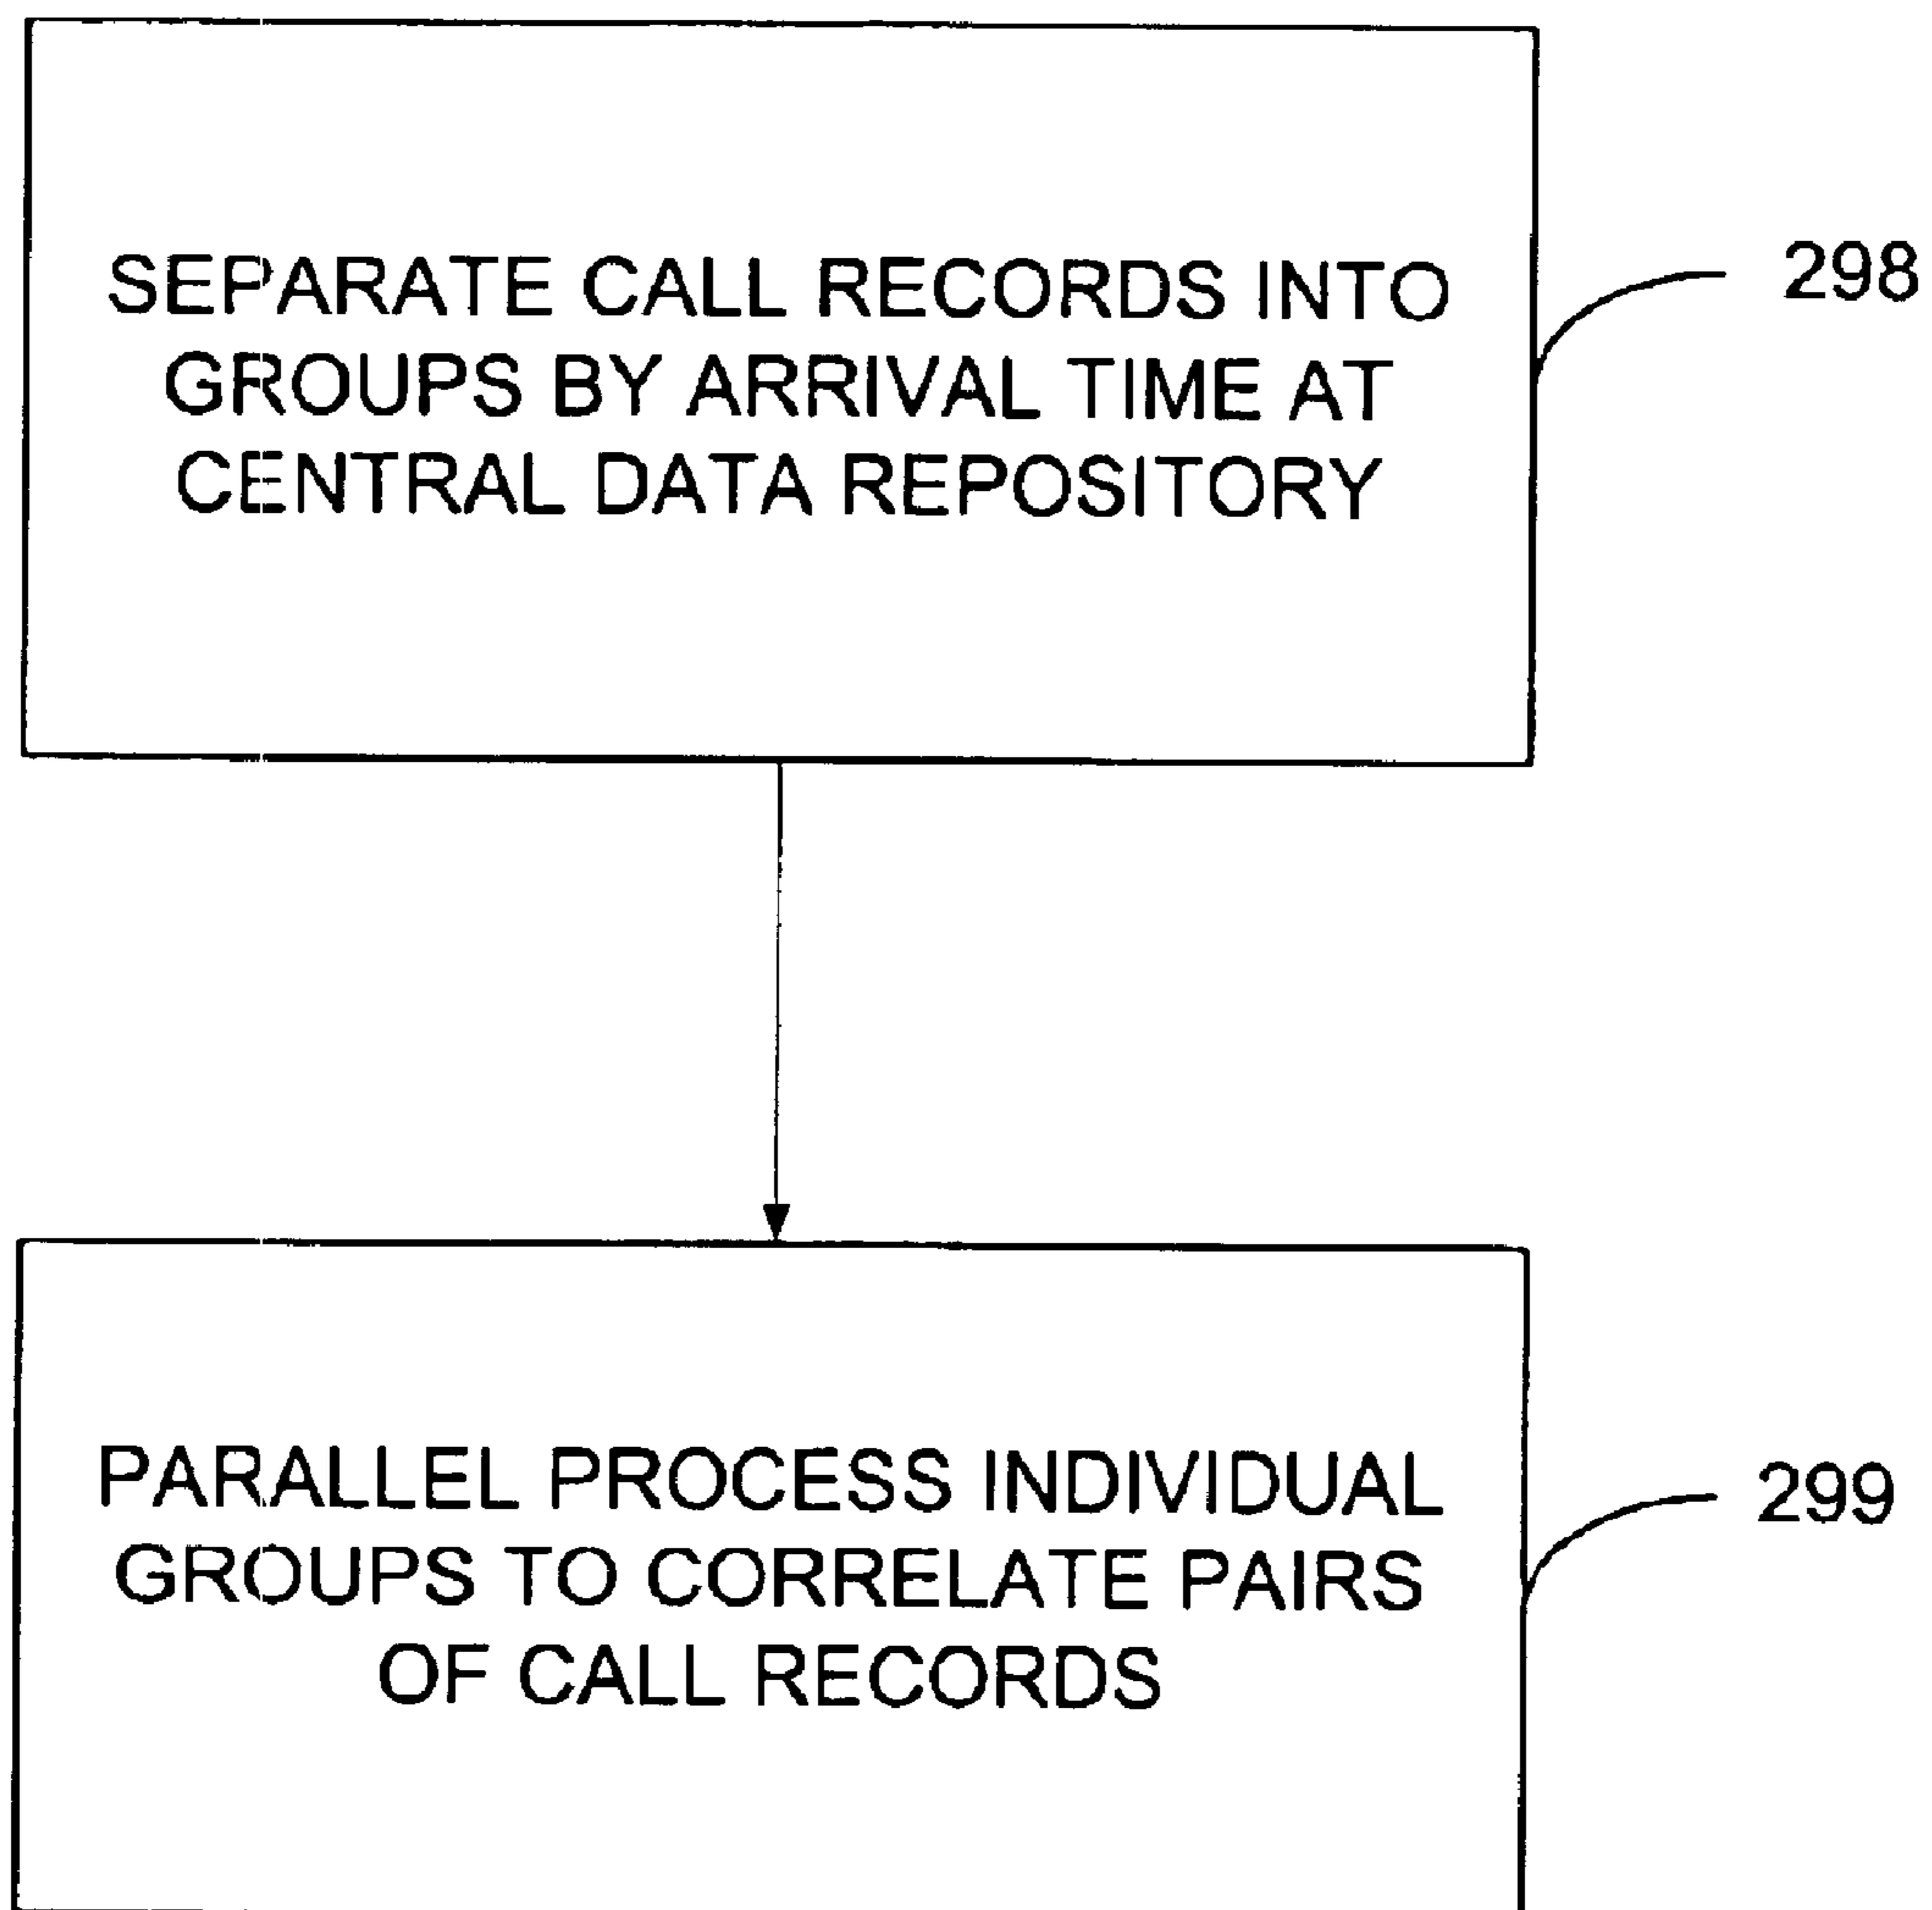 SEPARATE CALL RECORDS INTO
GROUPS BY ARRIVAL TIME AT
CENTRAL DATA REPOSITORY
298
PARALLEL PROCESS INDIVIDUAL
GROUPS TO CORRELATE PAIRS
OF CALL RECORDS
299